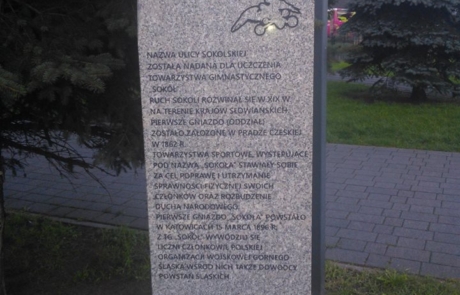 NAZWA ULICY SOKOLSKIEJ
ZOSTAŁA NADANA DLA UCZCZENIA
TOWARZYSTWA GIMNASTYCZNEGO
„SOKÓŁ”
RUCH SOKOLI ROZWINĄŁ SIĘ W XIX W.
NA TERENIE KRAJÓW SŁOWIAŃSKICH
PIERWSZE GNIAZDO (ODDZIAŁ)
ZOSTAŁO ZAŁOŻONE W PRADZE CZESKIEJ
W 1862 R.
TOWARZYSTWA SPORTOWE, WYSTĘPUJĄCE
POD NAZWĄ „SOKOŁA” STAWIAŁY SOBIE
ZA CEL POPRAWĘ I UTRZYMANIE
SPRAWNOŚCI FIZYCZNEJ SWOICH
CZŁONKÓW ORAZ ROZBUDZENIE
DUCHA NARODOWEGO.
PIERWSZE GNIAZDO „SOKOŁA” POWSTAŁO
W KATOWICACH 15 MARCA 1896 R.
Z TG „SOKÓŁ” WYWODZILI SIĘ
LICZNI CZŁONKOWIE POLSKIEJ
ORGANIZACJI WOJSKOWEJ GÓRNEGO
ŚLĄSKA WŚRÓD NICH TAKŻE DOWÓDCY
POWSTAŃ ŚLĄSKICH.